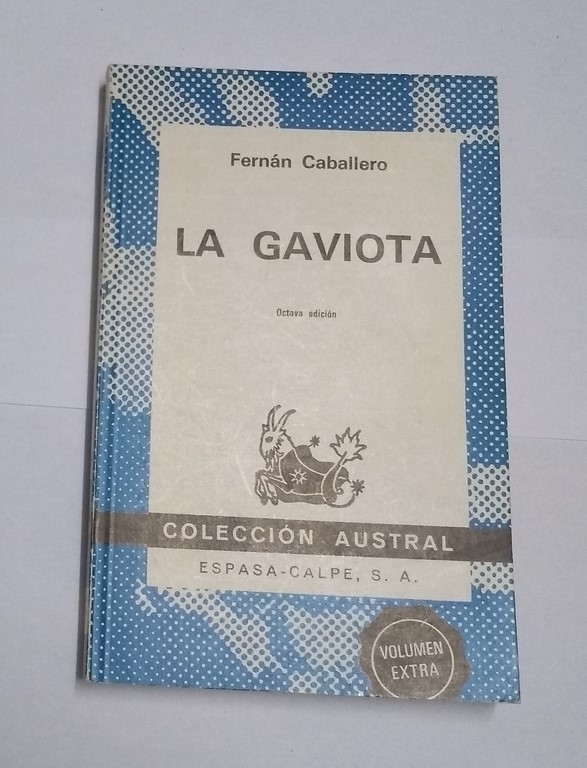 Fernán Caballero
LA GAVIOTA
Octava edición
COLECCIÓN AUSTRAL
ESPASA-CALPE, S. A.
VOLUMEN
EXTRA